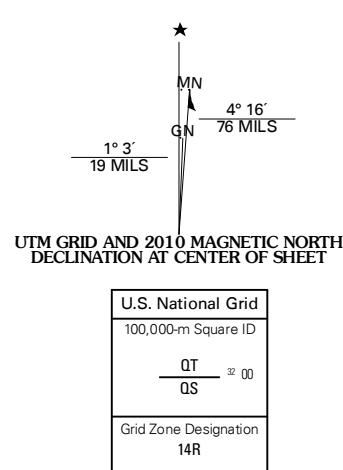 ★
MN
4° 16´
76 MILS
GN
1° 3´
19 MILS
UTM GRID AND 2010 MAGNETIC NORTH
DECLINATION AT CENTER OF SHEET
U.S. National Grid
100,000-m Square ID
QT
QS
32 00
Grid Zone Designation
14R